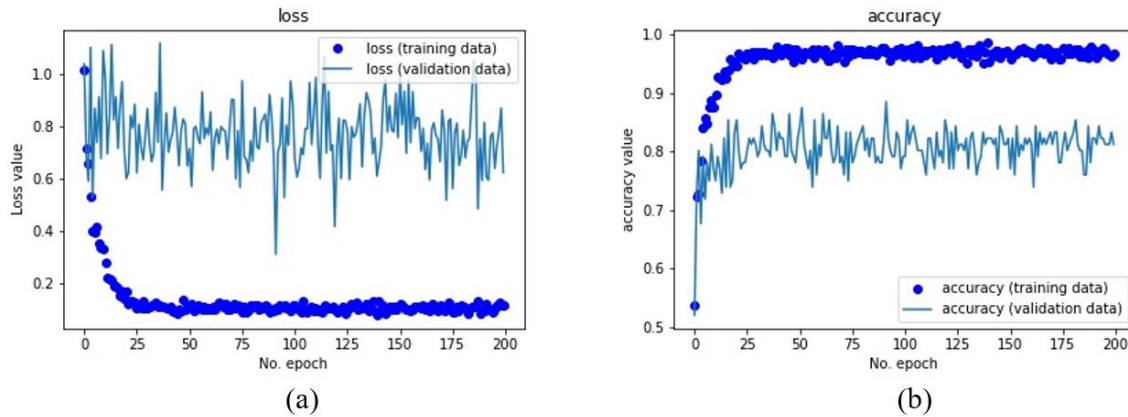 loss
loss (training data)
loss (validation data)
Loss value
1.0
0.8
0.6
0.4
0.2
0
25
50
75
100
125
150
175
200
No. epoch
(a)
accuracy
accuracy value
1.0
0.9
0.8
0.7
0.6
0.5
accuracy (training data)
accuracy (validation data)
0
25
50
75
100
125
150
175
200
No. epoch
(b)